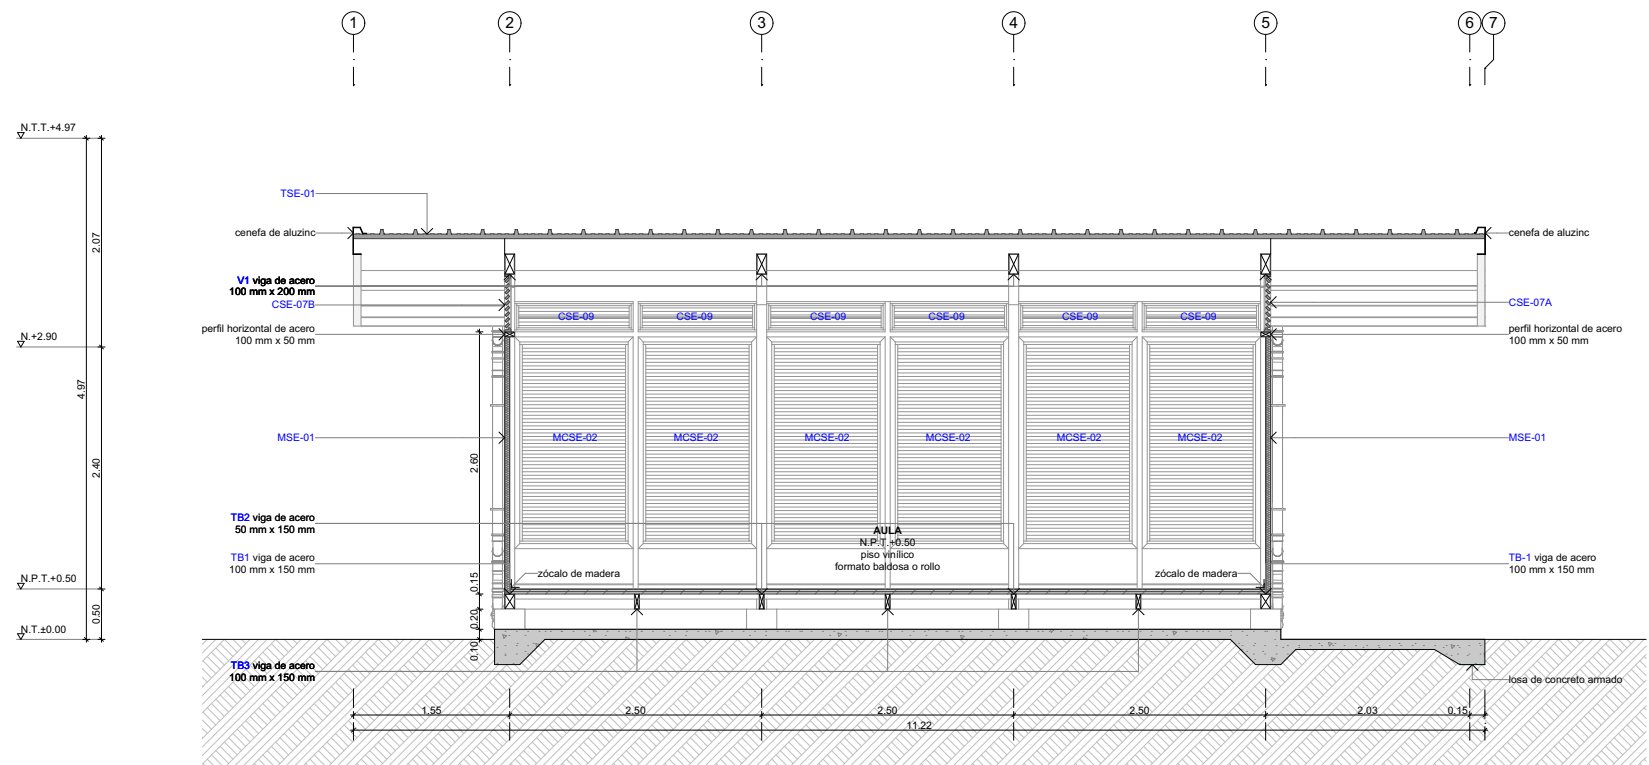 1
2
3
4
5
6
7
N.T.T.+4.97
TSE-01
cenefa de aluzinc
cenefa de aluzinc
2.07
V1 viga de acero
100 mm x 200 mm
CSE-07B
CSE-07A
CSE-09
CSE-09
CSE-09
CSE-09
CSE-09
CSE-09
perfil horizontal de acero
100 mm x 50 mm
perfil horizontal de acero
100 mm x 50 mm
N.+2.90
4.97
MSE-01
MCSE-02
MCSE-02
MCSE-02
MCSE-02
MCSE-02
MCSE-02
MSE-01
2.40
2.60
TB2 viga de acero
50 mm x 150 mm
AULA
N.P.T.+0.50
piso vinílico
formato baldosa o rollo
TB1 viga de acero
100 mm x 150 mm
TB-1 viga de acero
100 mm x 150 mm
zócalo de madera
zócalo de madera
N.P.T.+0.50
0.15
0.50
0.20
N.T.±0.00
0.10
TB3 viga de acero
100 mm x 150 mm
losa de concreto armado
1.55
2.50
2.50
2.50
2.03
0.15
11.22